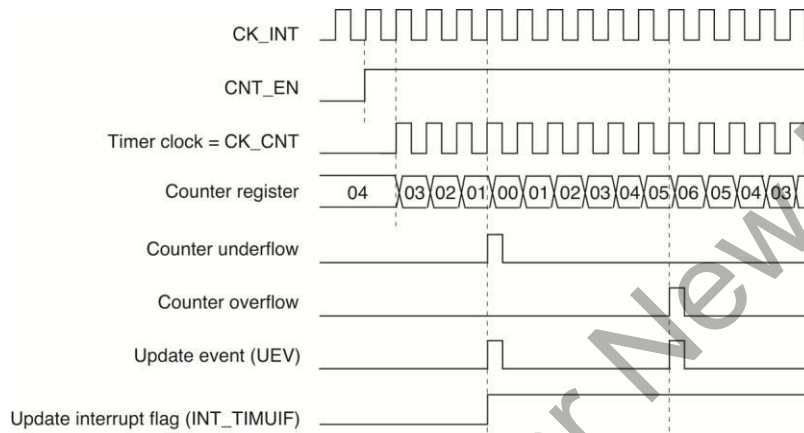 CK_INT
CNT_EN
Timer clock = CK_CNT
Counter register 04 03 02 01 00 01 02 03 04 05 06 05 04 03
Counter underflow
Counter overflow
Update event (UEV)
Update interrupt flag (INT_TIMUIF)
r New